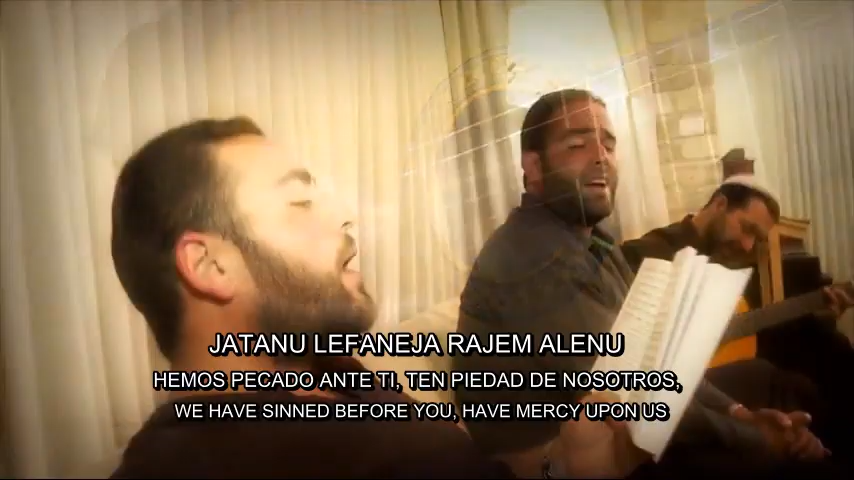 JATANU LEFANEJA RAJEM ALENU
HEMOS PECADO ANTE TI, TEN PIEDAD DE NOSOTROS,
WE HAVE SINNED BEFORE YOU, HAVE MERCY UPON US